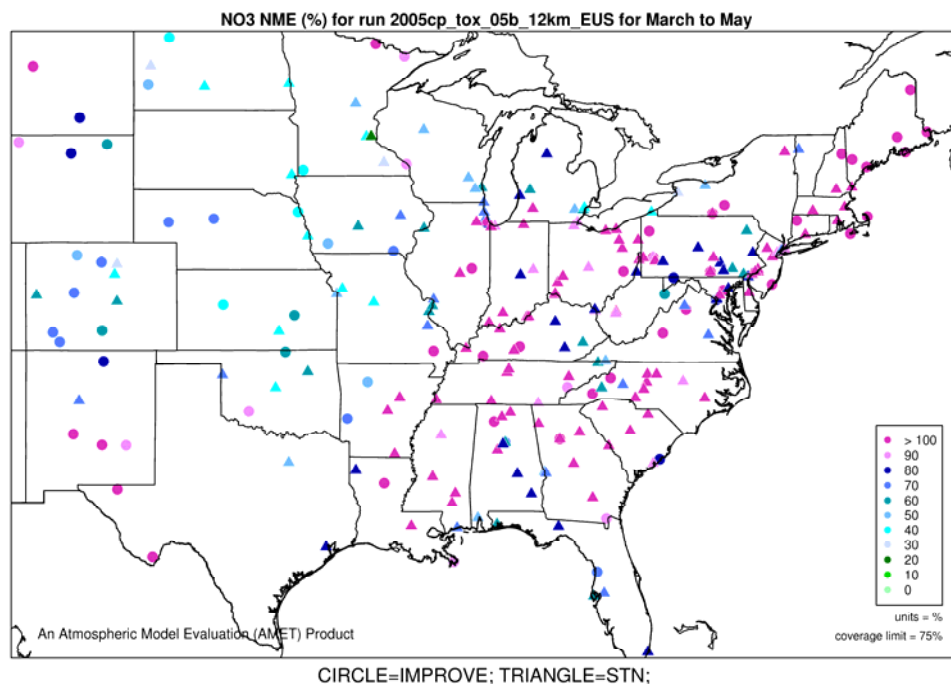 NO3 NME (%) for run 2005cp_tox_05b_12km_EUS for March to May
> 100
90
80
70
60
50
40
30
20
10
0
units = %
coverage limit = 75%
An Atmospheric Model Evaluation (AMET) Product
CIRCLE=IMPROVE; TRIANGLE=STN;